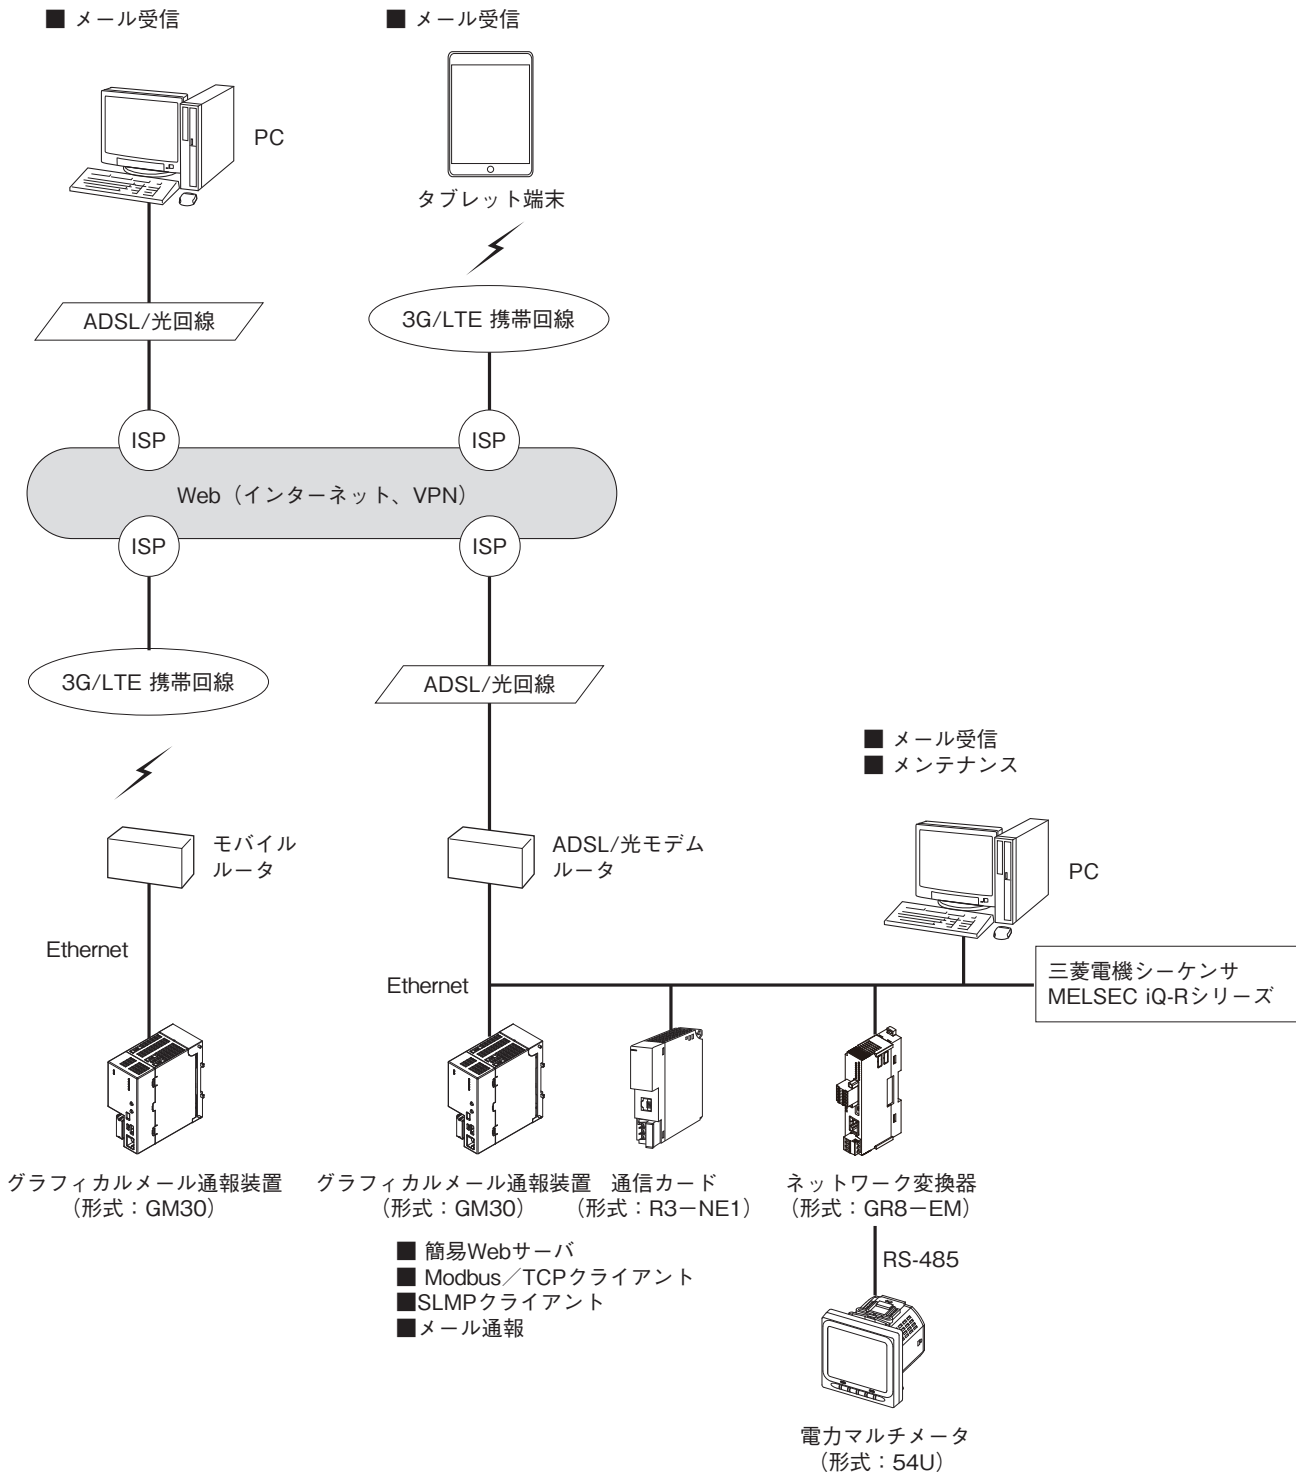 ■ メール受信
■ メール受信
PC
タブレット端末
ADSL/光回線
3G/LTE 携帯回線
ISP
ISP
Web（インターネット、VPN）
ISP
ISP
3G/LTE 携帯回線
ADSL/光回線
■ メール受信
■ メンテナンス
モバイル
ルータ
ADSL/光モデム
ルータ
PC
Ethernet
Ethernet
三菱電機シーケンサ
MELSEC iQ-Rシリーズ
グラフィカルメール通報装置
（形式：GM30）
グラフィカルメール通報装置
（形式：GM30）
通信カード
（形式：R3－NE1）
ネットワーク変換器
（形式：GR8－EM）
■ 簡易Webサーバ
■ Modbus／TCPクライアント
■SLMPクライアント
■メール通報
RS-485
電力マルチメータ
（形式：54U）